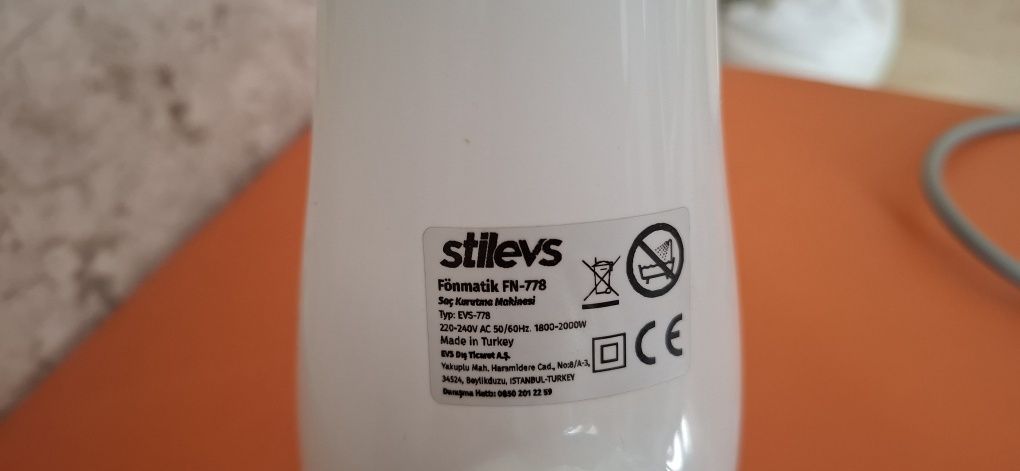 stilevs
Fönmatik FN-778
Saç Kurutma Makinesi
Typ: EVS-778
220-240V AC 50/60Hz. 1800-2000W
Made in Turkey
EVS Dış Ticaret A.Ş.
Yakuplu Mah. Haramidere Cad., No:8/A-3,
34524, Beylikduzu, ISTANBUL-TURKEY
Danışma Hattı: 0850 201 22 59
CE